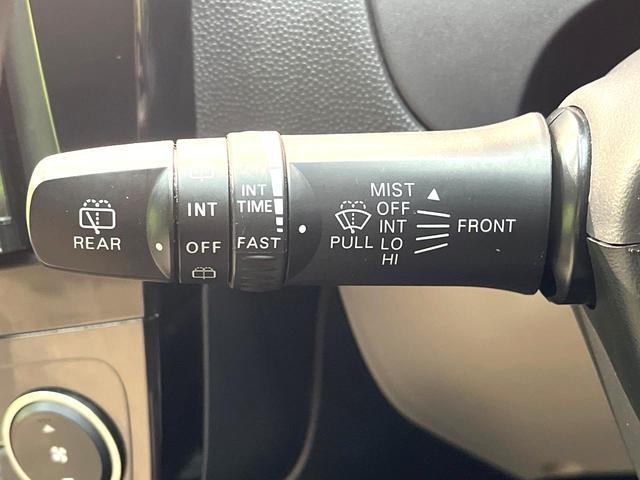 REAR
INT
OFF
INT
TIME
FAST
PULL
MIST
OFF
INT
LO
HI
FRONT